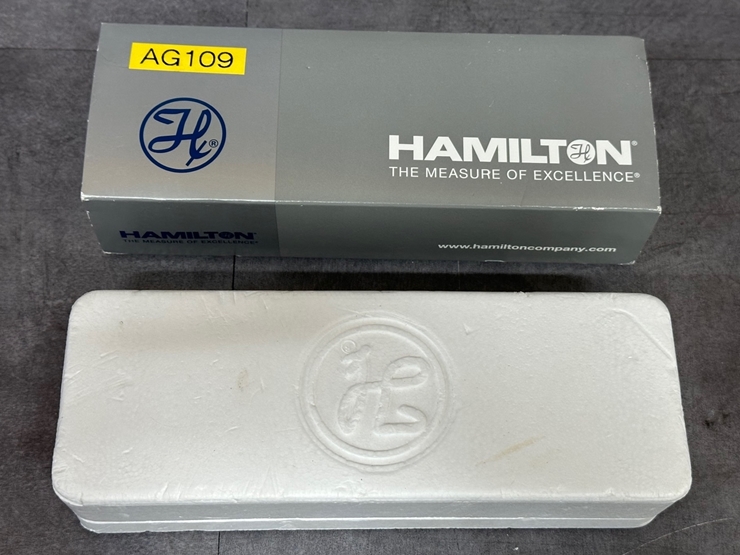 AG109
H®
HAMILTON®
THE MEASURE OF EXCELLENCE®
HAMILTON®
THE MEASURE OF EXCELLENCE®
www.hamiltoncompany.com
H®